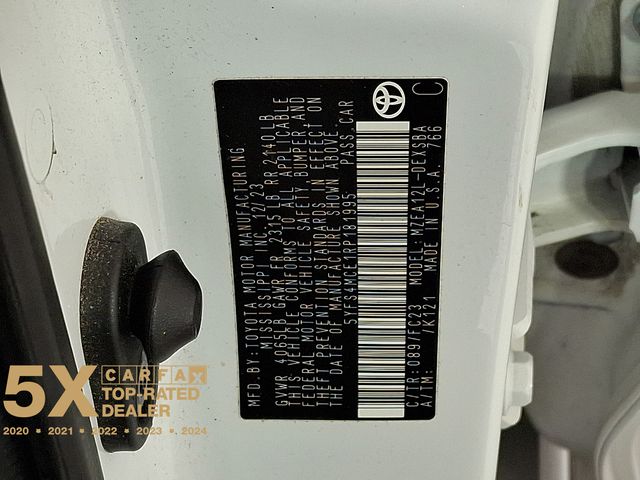 MFD. BY: TOYOTA MOTOR MANUFACTURING
MISSISSIPPI, INC. 12/23
GVWR 4065LB GAWR FR 2315 LB RR 2140LB
THIS VEHICLE CONFORMS TO ALL APPLICABLE
FEDERAL MOTOR VEHICLE SAFETY, BUMPER, AND
THEFT PREVENTION STANDARDS IN EFFECT ON
THE DATE OF MANUFACTURE SHOWN ABOVE.
PASS. CAR
C/TR: 089/FC23 MODEL: MZEA12L-DEXSBA
A/TM: /K121 MADE IN U.S.A. 766
C
5X CARFAX
TOP-RATED
DEALER
2020 • 2021 • 2022 • 2023 • 2024